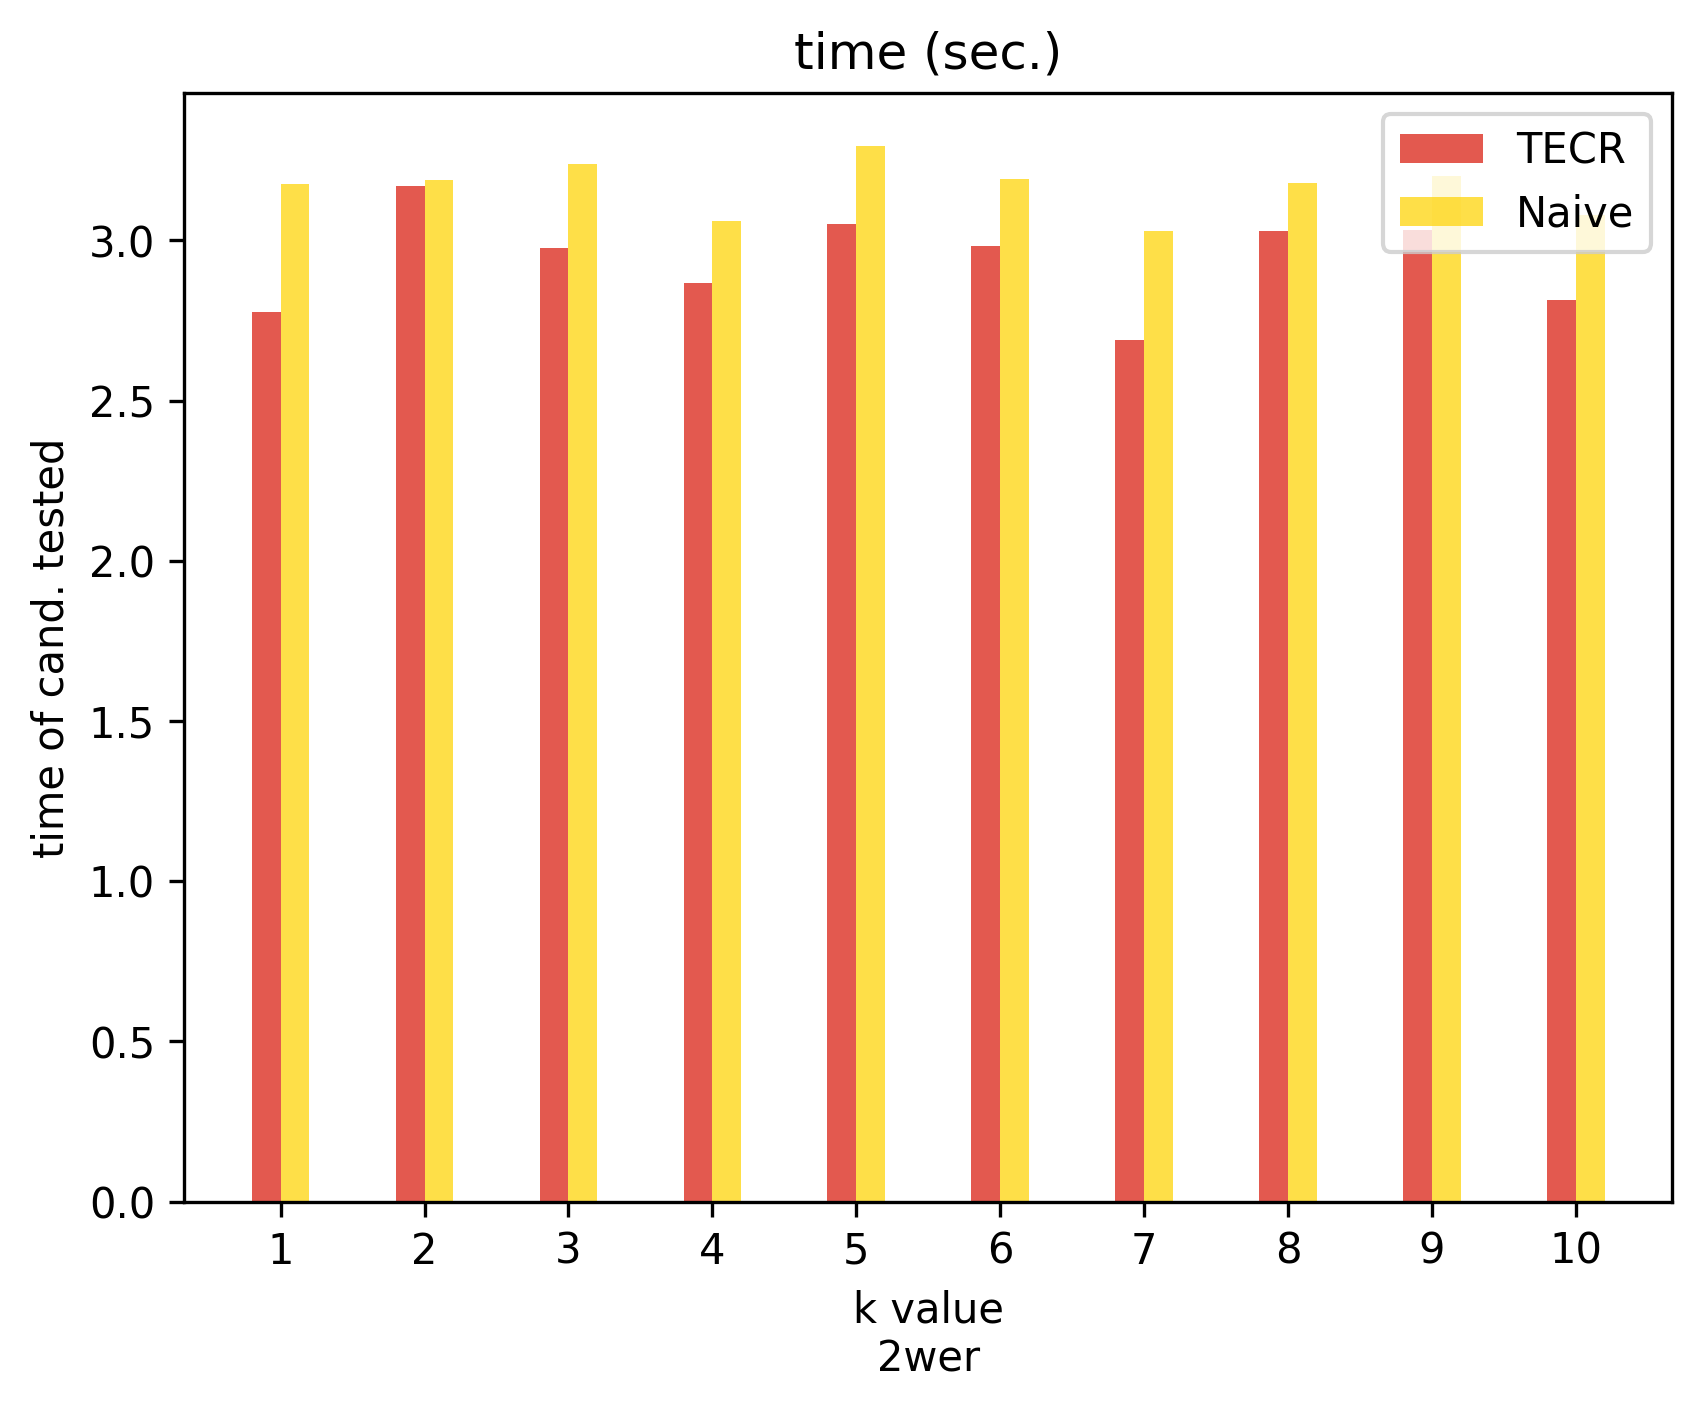 time (sec.)
TECR
Naive
time of cand. tested
3.0
2.5
2.0
1.5
1.0
0.5
0.0
1 2 3 4 5 6 7 8 9 10
k value
2wer